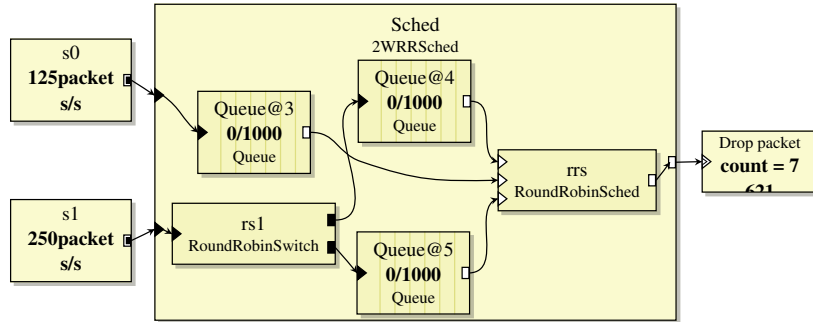 Sched
2WRRSched
s0
125packet
s/s
Queue@3
0/1000
Queue
Queue@4
0/1000
Queue
rrs
RoundRobinSched
Drop packet
count = 7
621
s1
250packet
s/s
rs1
RoundRobinSwitch
Queue@5
0/1000
Queue